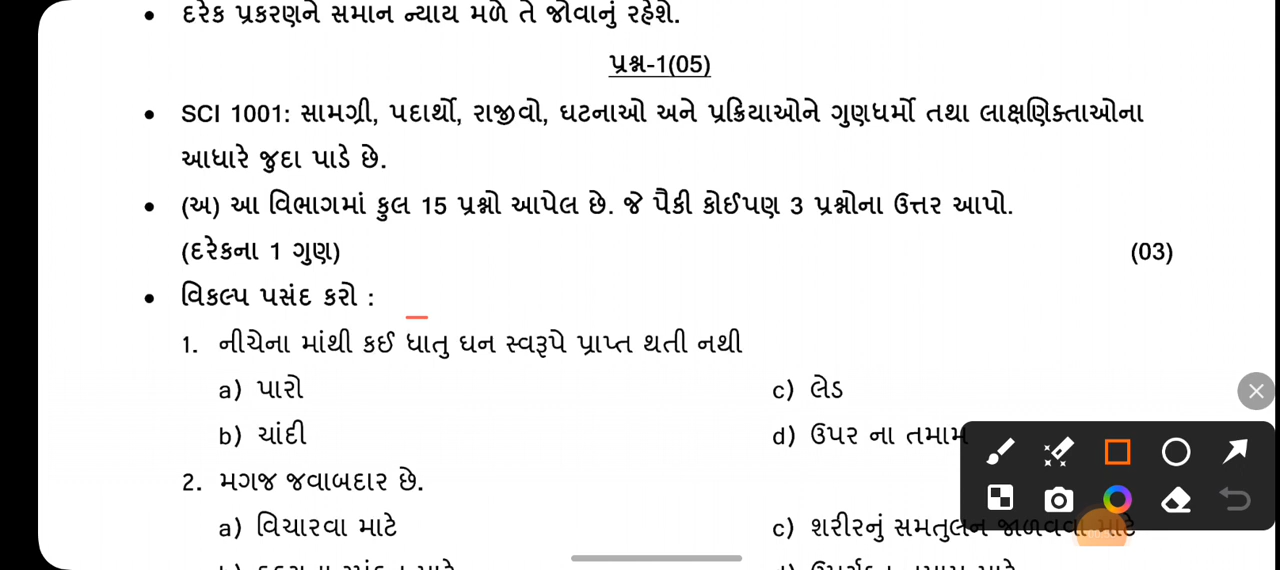 • દરેક પ્રકરણને સમાન ન્યાય મળે તે જોવાનું રહેશે.
પ્રશ્ન-1(05)
• SCI 1001: સામગ્રી, પદાર્થો, સજીવો, ઘટનાઓ અને પ્રક્રિયાઓને ગુણધર્મો તથા લાક્ષણિક્તાઓના
આધારે જુદા પાડે છે.
• (અ) આ વિભાગમાં કુલ 15 પ્રશ્નો આપેલ છે. જે પૈકી કોઈપણ 3 પ્રશ્નોના ઉત્તર આપો.
(દરેકના 1 ગુણ) (03)
• વિકલ્પ પસંદ કરો :
1. નીચેના માંથી કઈ ધાતુ ઘન સ્વરૂપે પ્રાપ્ત થતી નથી
a) પારો c) લેડ
b) ચાંદી d) ઉપર ના તમામ
2. મગજ જવાબદાર છે.
a) વિચારવા માટે c) શરીરનું સમતુલન જાળવવા માટે